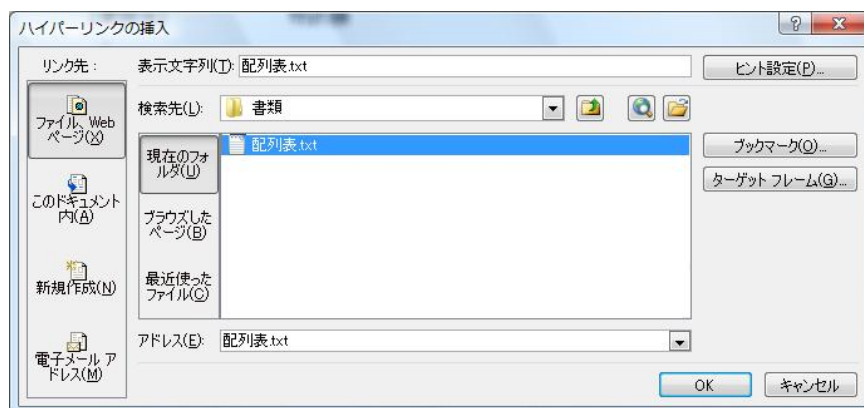 ハイパーリンクの挿入
リンク先：
表示文字列(T): 配列表.txt
ヒント設定(P)...
ファイル、Web
ページ(X)
検索先(L):
書類
現在のフォ
ルダ(U)
配列表.txt
ブックマーク(O)...
ターゲット フレーム(G)...
このドキュメント
内(A)
ブラウズした
ページ(B)
新規作成(N)
最近使った
ファイル(C)
電子メール ア
ドレス(M)
アドレス(E): 配列表.txt
OK
キャンセル